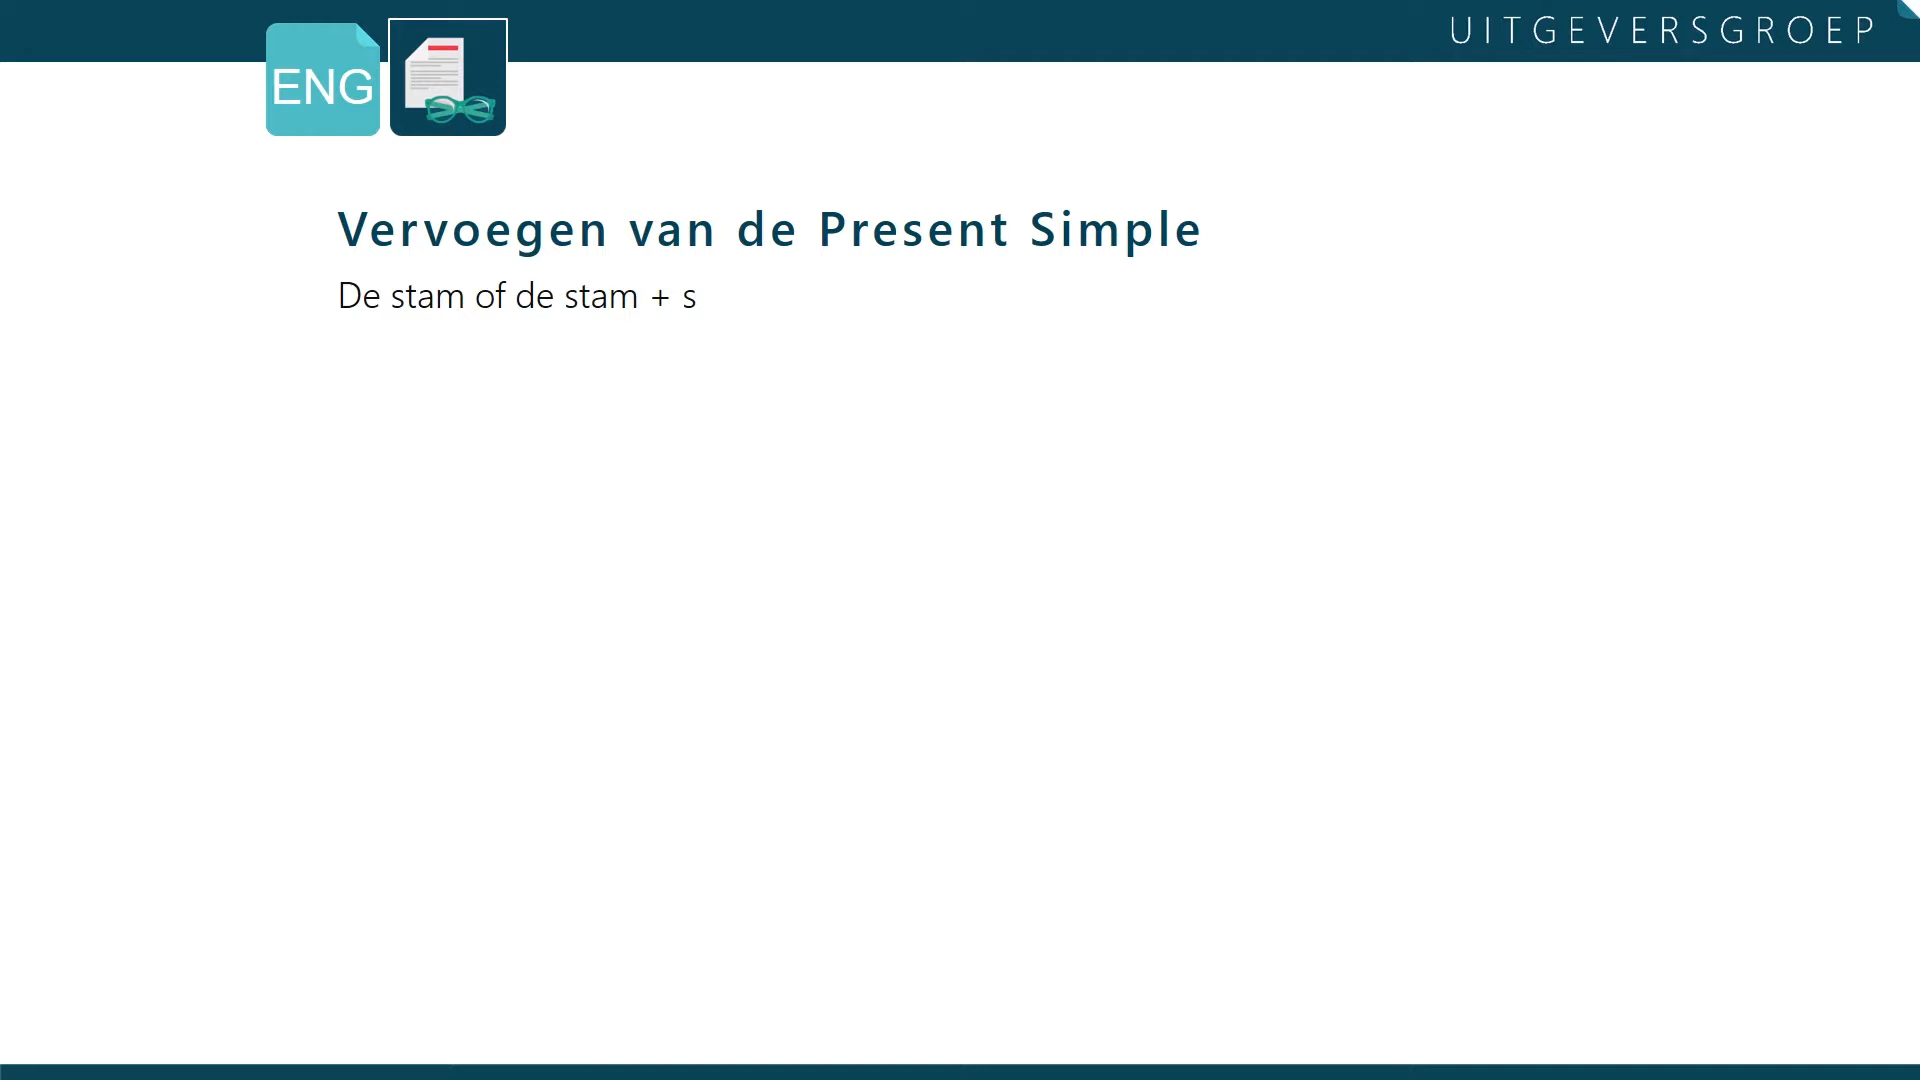 UITGEVERSGROEP
ENG
Vervoegen van de Present Simple
De stam of de stam + s